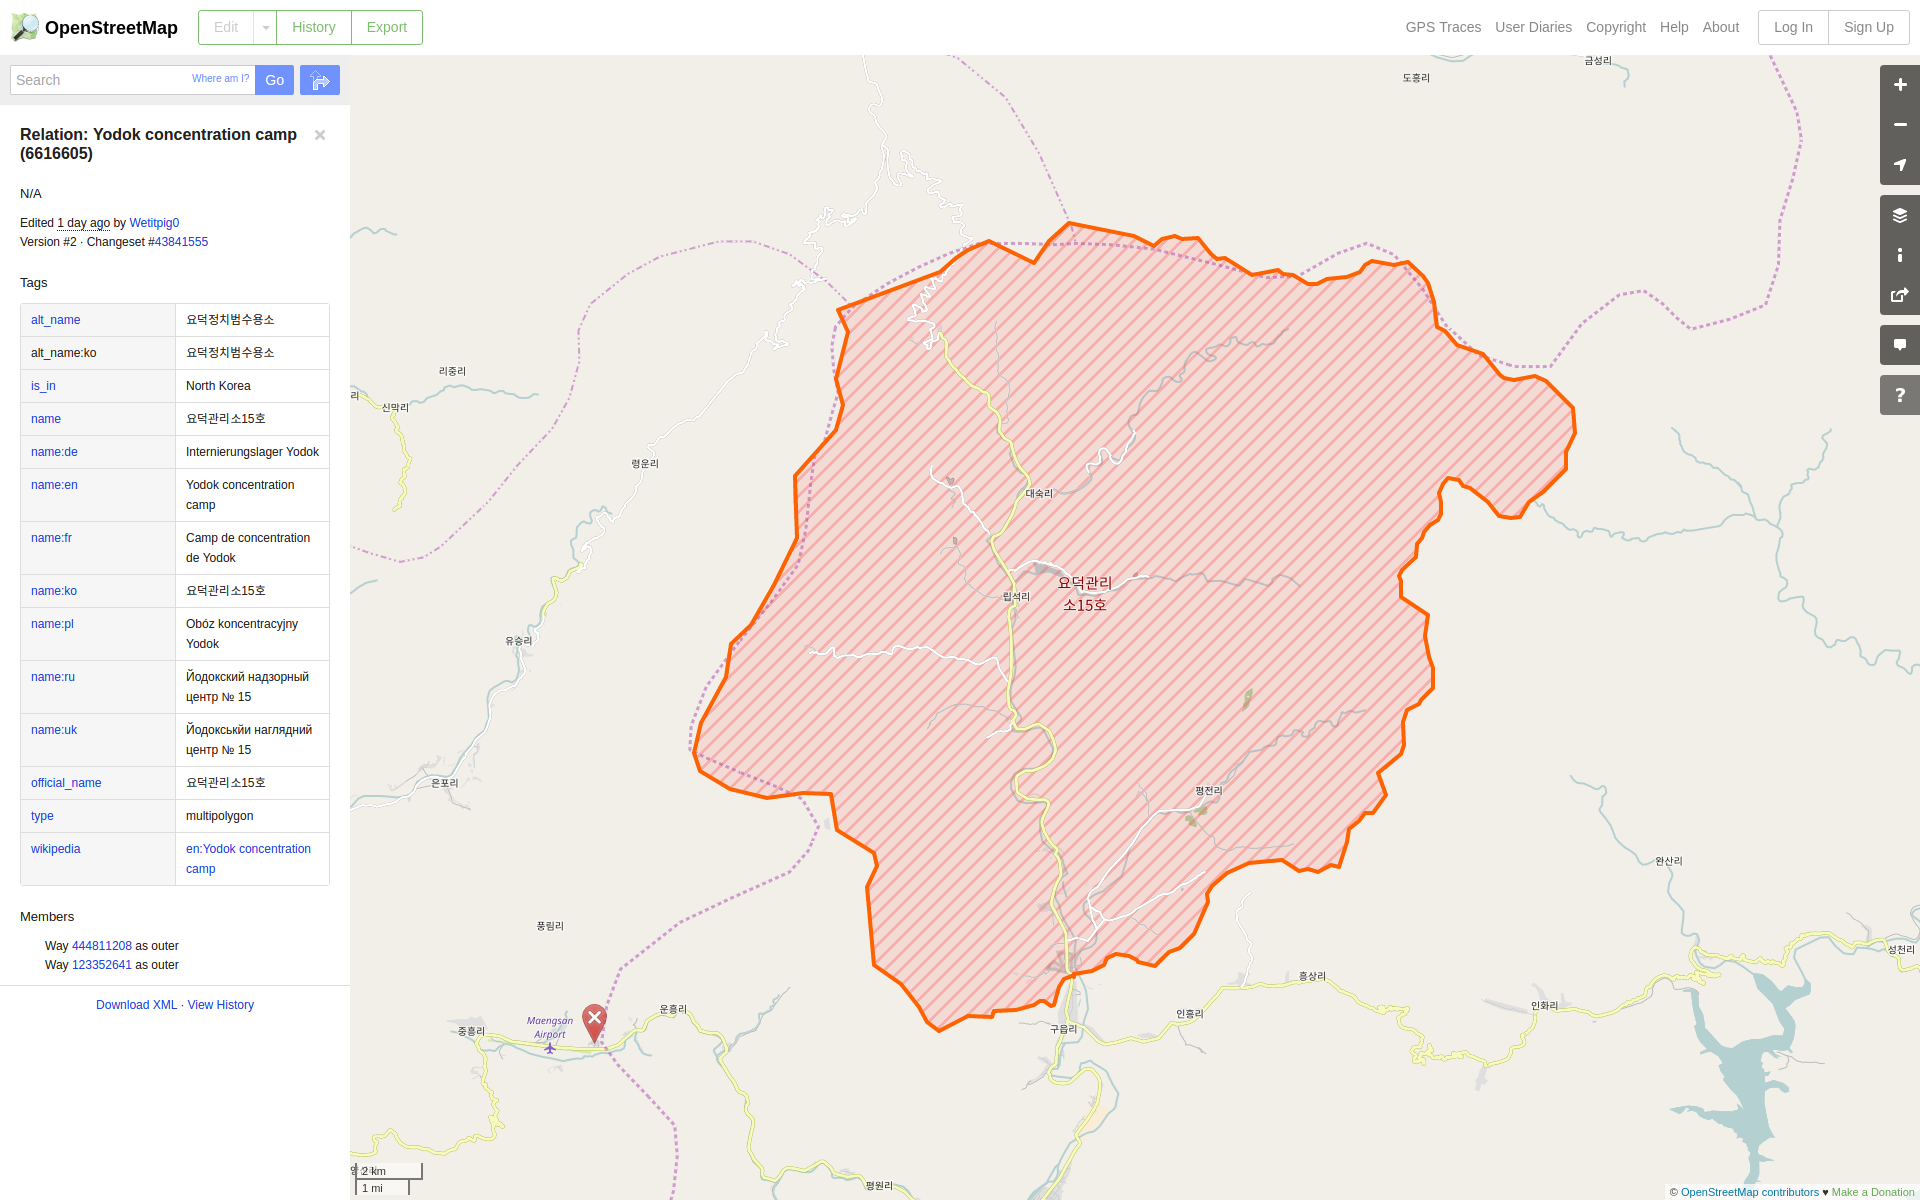 OpenStreetMap
Edit
History
Export
GPS Traces
User Diaries
Copyright
Help
About
Log In
Sign Up
Search
Where am I?
Go
Relation: Yodok concentration camp
(6616605)
×
N/A
Edited 1 day ago by Wetitpig0
Version #2 · Changeset #43841555
Tags
alt_name 요덕정치범수용소
alt_name:ko 요덕정치범수용소
is_in North Korea
name 요덕관리소15호
name:de Internierungslager Yodok
name:en Yodok concentration
camp
name:fr Camp de concentration
de Yodok
name:ko 요덕관리소15호
name:pl Obóz koncentracyjny
Yodok
name:ru Йодокский надзорный
центр № 15
name:uk Йодокськйи наглядний
центр № 15
official_name 요덕관리소15호
type multipolygon
wikipedia en:Yodok concentration
camp
Members
Way 444811208 as outer
Way 123352641 as outer
Download XML · View History
금성리
도흥리
리중리
리
신막리
령운리
대숙리
요덕관리
소15호
립석리
유승리
은포리
평전리
완산리
풍림리
성천리
흥상리
인화리
운흥리
인흥리
Maengsan
Airport
중흥리
구읍리
평원리
2 km
1 mi
?
© OpenStreetMap contributors ♥ Make a Donation